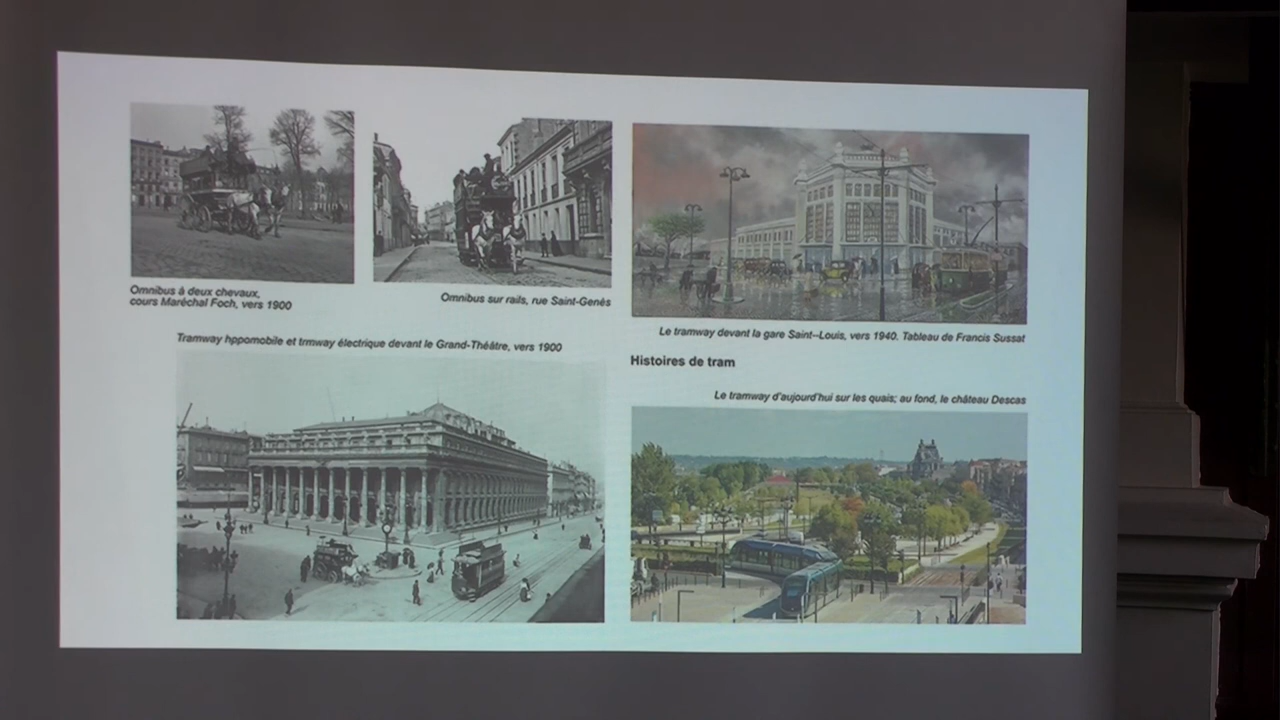 Omnibus à deux chevaux,
cours Maréchal Foch, vers 1900
Omnibus sur rails, rue Saint-Genès
Le tramway devant la gare Saint--Louis, vers 1940. Tableau de Francis Sussat
Tramway hppomobile et trmway électrique devant le Grand-Théâtre, vers 1900
Histoires de tram
Le tramway d'aujourd'hui sur les quais; au fond, le château Descas